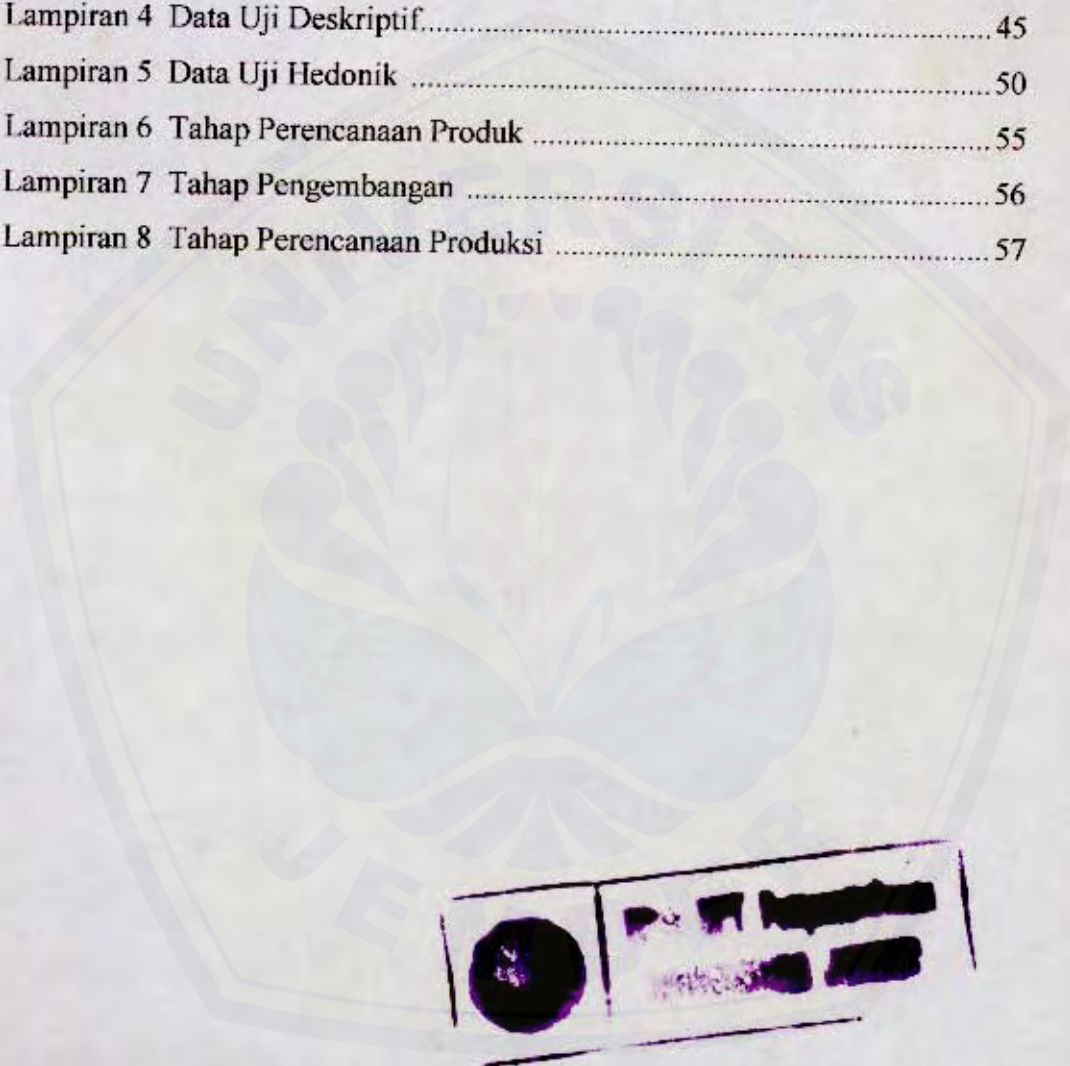 Lampiran 4 Data Uji Deskriptif........................................................45
Lampiran 5 Data Uji Hedonik ........................................................50
Lampiran 6 Tahap Perencanaan Produk ........................................................55
Lampiran 7 Tahap Pengembangan ........................................................56
Lampiran 8 Tahap Perencanaan Produksi ........................................................57
UNIVERSITAS